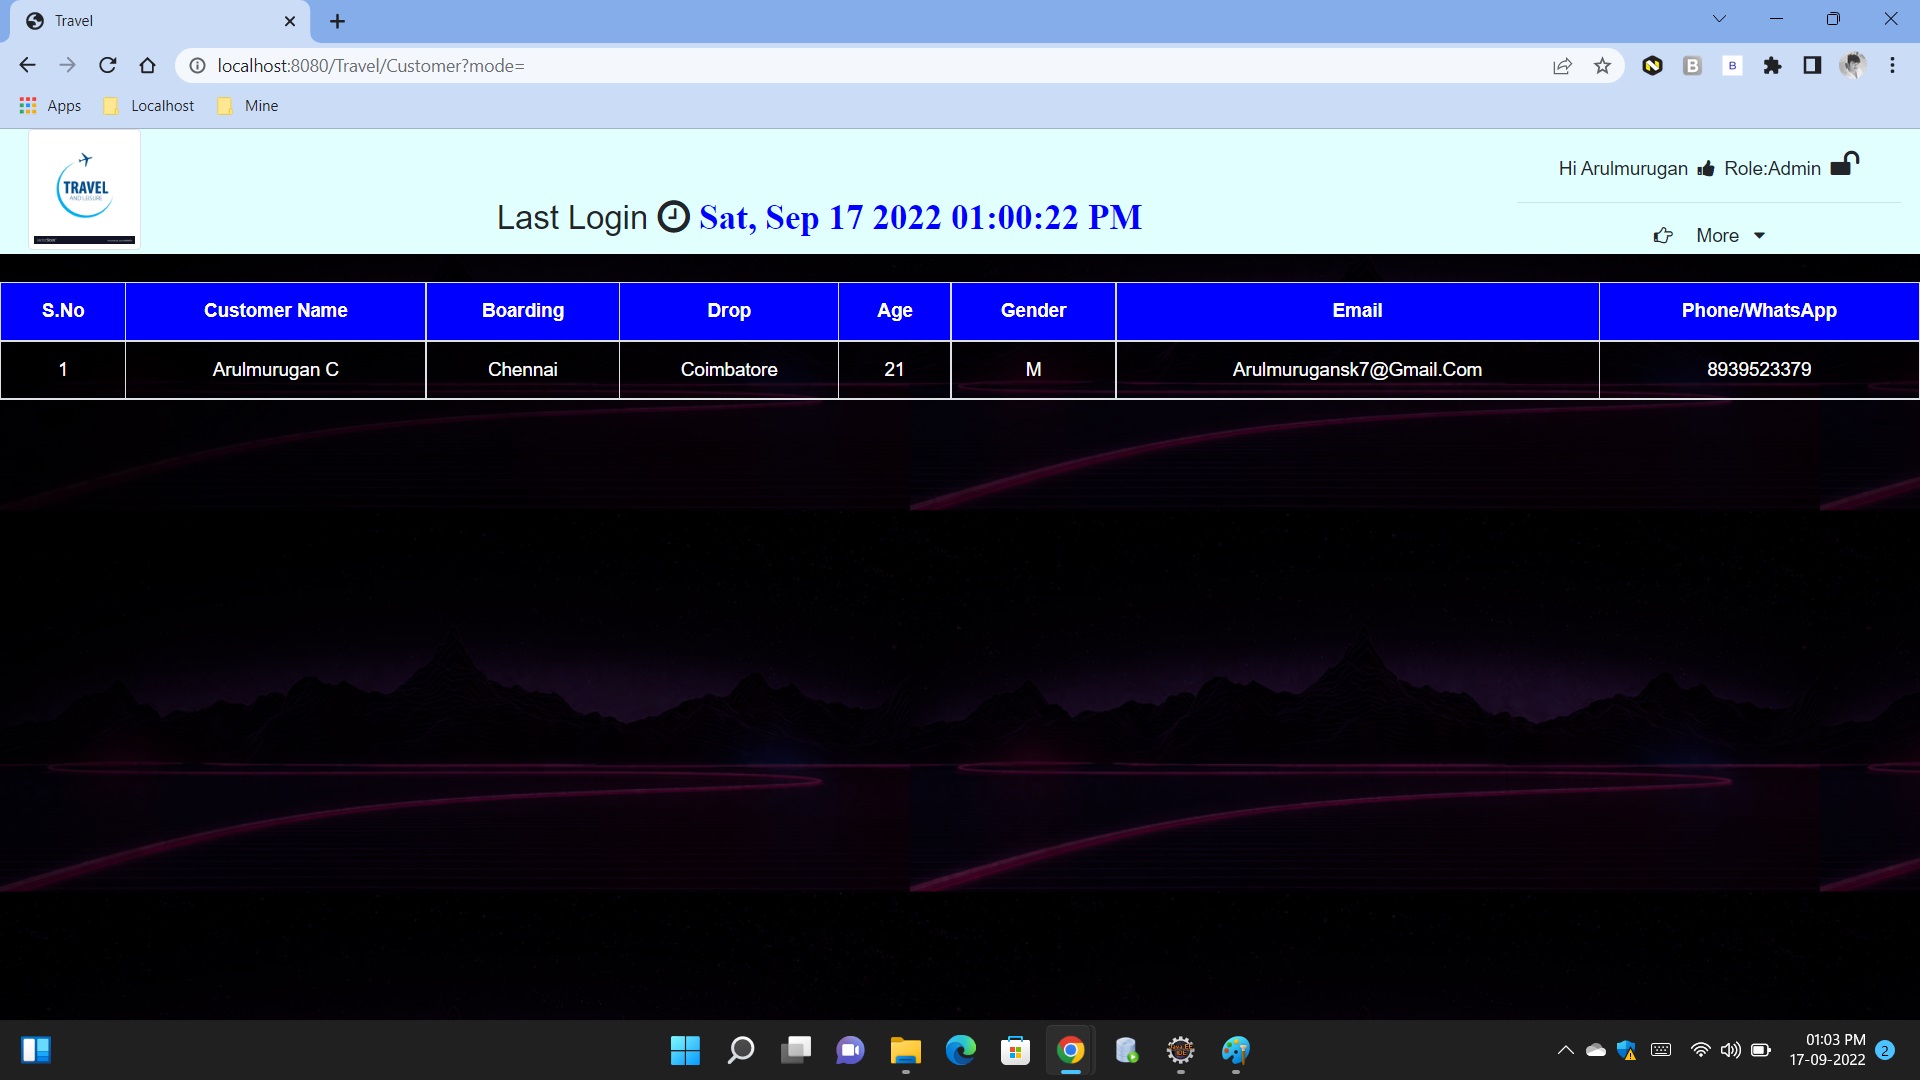 Travel
localhost:8080/Travel/Customer?mode=
Apps Localhost Mine
TRAVEL
AND LEISURE
Hi Arulmurugan Role:Admin
Last Login Sat, Sep 17 2022 01:00:22 PM
More
S.No Customer Name Boarding Drop Age Gender Email Phone/WhatsApp
1 Arulmurugan C Chennai Coimbatore 21 M Arulmurugansk7@Gmail.Com 8939523379
01:03 PM
17-09-2022
2